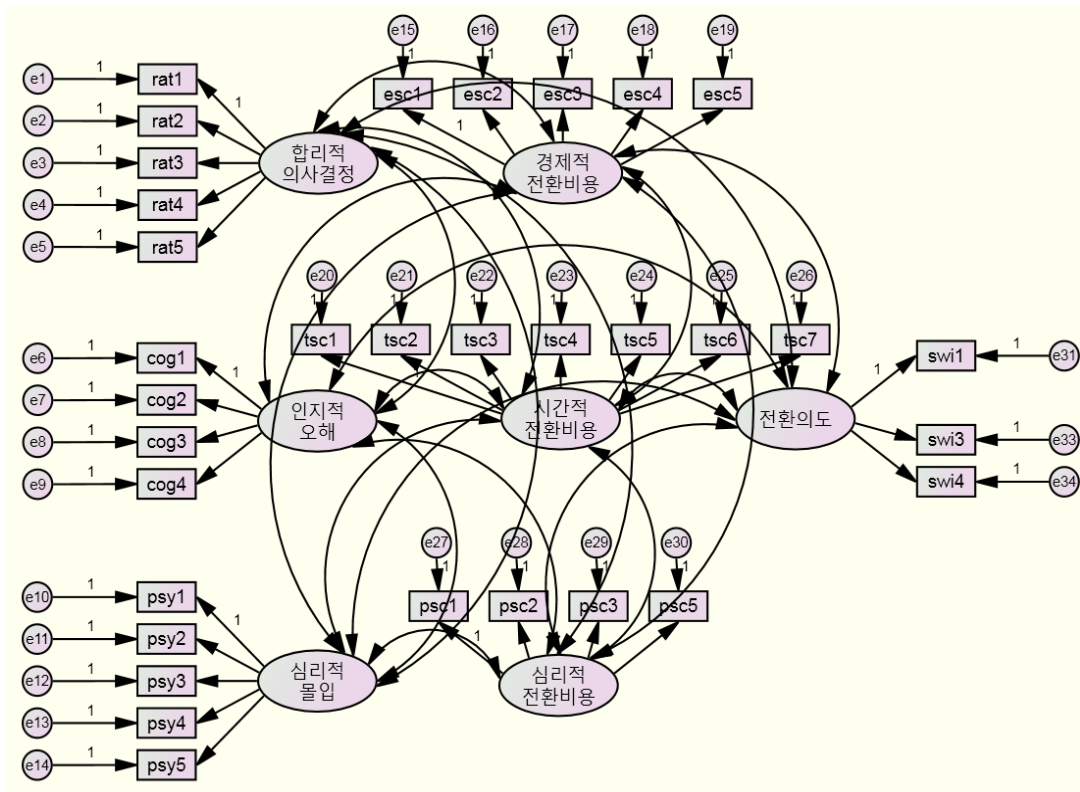 e15 e16 e17 e18 e19
1 1 1 1 1
esc1 esc2 esc3 esc4 esc5
1
경제적
전환비용
e1 1 rat1
e2 1 rat2
e3 1 rat3
e4 1 rat4
e5 1 rat5
1
합리적
의사결정
e20 e21 e22 e23 e24 e25 e26
1 1 1 1 1 1 1
tsc1 tsc2 tsc3 tsc4 tsc5 tsc6 tsc7
시간적
전환비용
e6 1 cog1
e7 1 cog2
e8 1 cog3
e9 1 cog4
1
인지적
오해
전환의도
1
swi1 1 e31
swi3 1 e33
swi4 1 e34
e27 e28 e29 e30
1 1 1 1
psc1 psc2 psc3 psc5
1
심리적
전환비용
e10 1 psy1
e11 1 psy2
e12 1 psy3
e13 1 psy4
e14 1 psy5
1
심리적
몰입